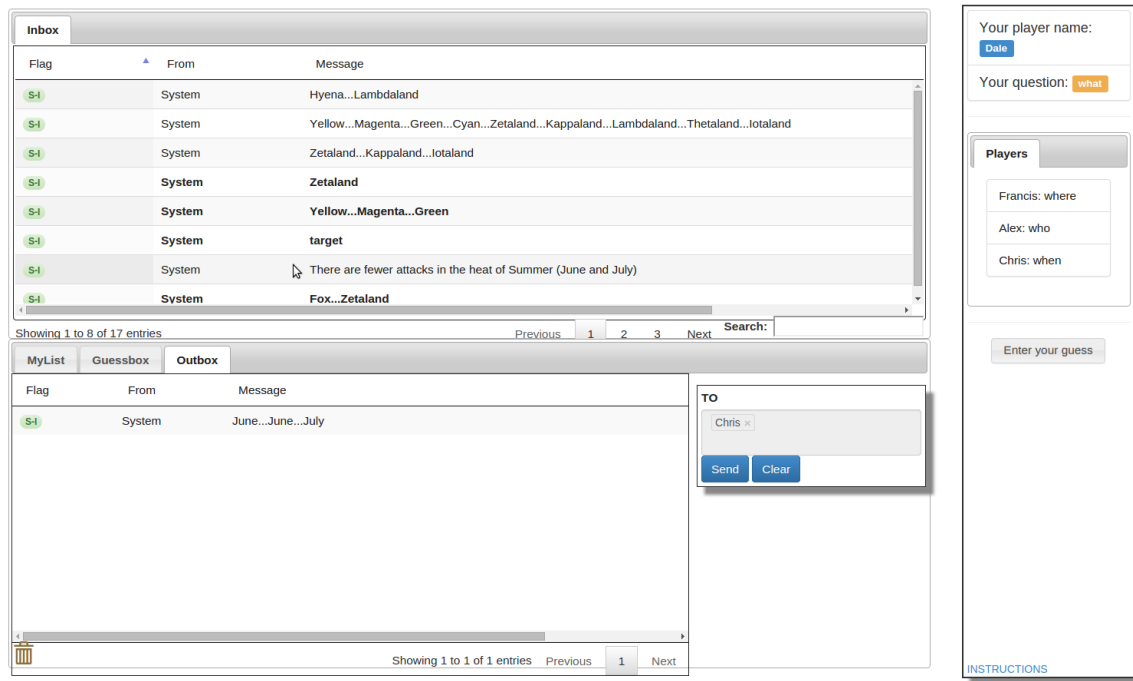 Inbox
Flag From Message
S-I System Hyena...Lambdaland
S-I System Yellow...Magenta...Green...Cyan...Zetaland...Kappaland...Lambdaland...Thetaland...Iotaland
S-I System Zetaland...Kappaland...Iotaland
S-I System Zetaland
S-I System Yellow...Magenta...Green
S-I System target
S-I System There are fewer attacks in the heat of Summer (June and July)
S-I System Fox...Zetaland
Showing 1 to 8 of 17 entries Previous 1 2 3 Next Search:
MyList Guessbox Outbox
Flag From Message
S-I System June...June...July
Showing 1 to 1 of 1 entries Previous 1 Next
TO
Chris ×
Send Clear
Your player name:
Dale
Your question: what
Players
Francis: where
Alex: who
Chris: when
Enter your guess
INSTRUCTIONS